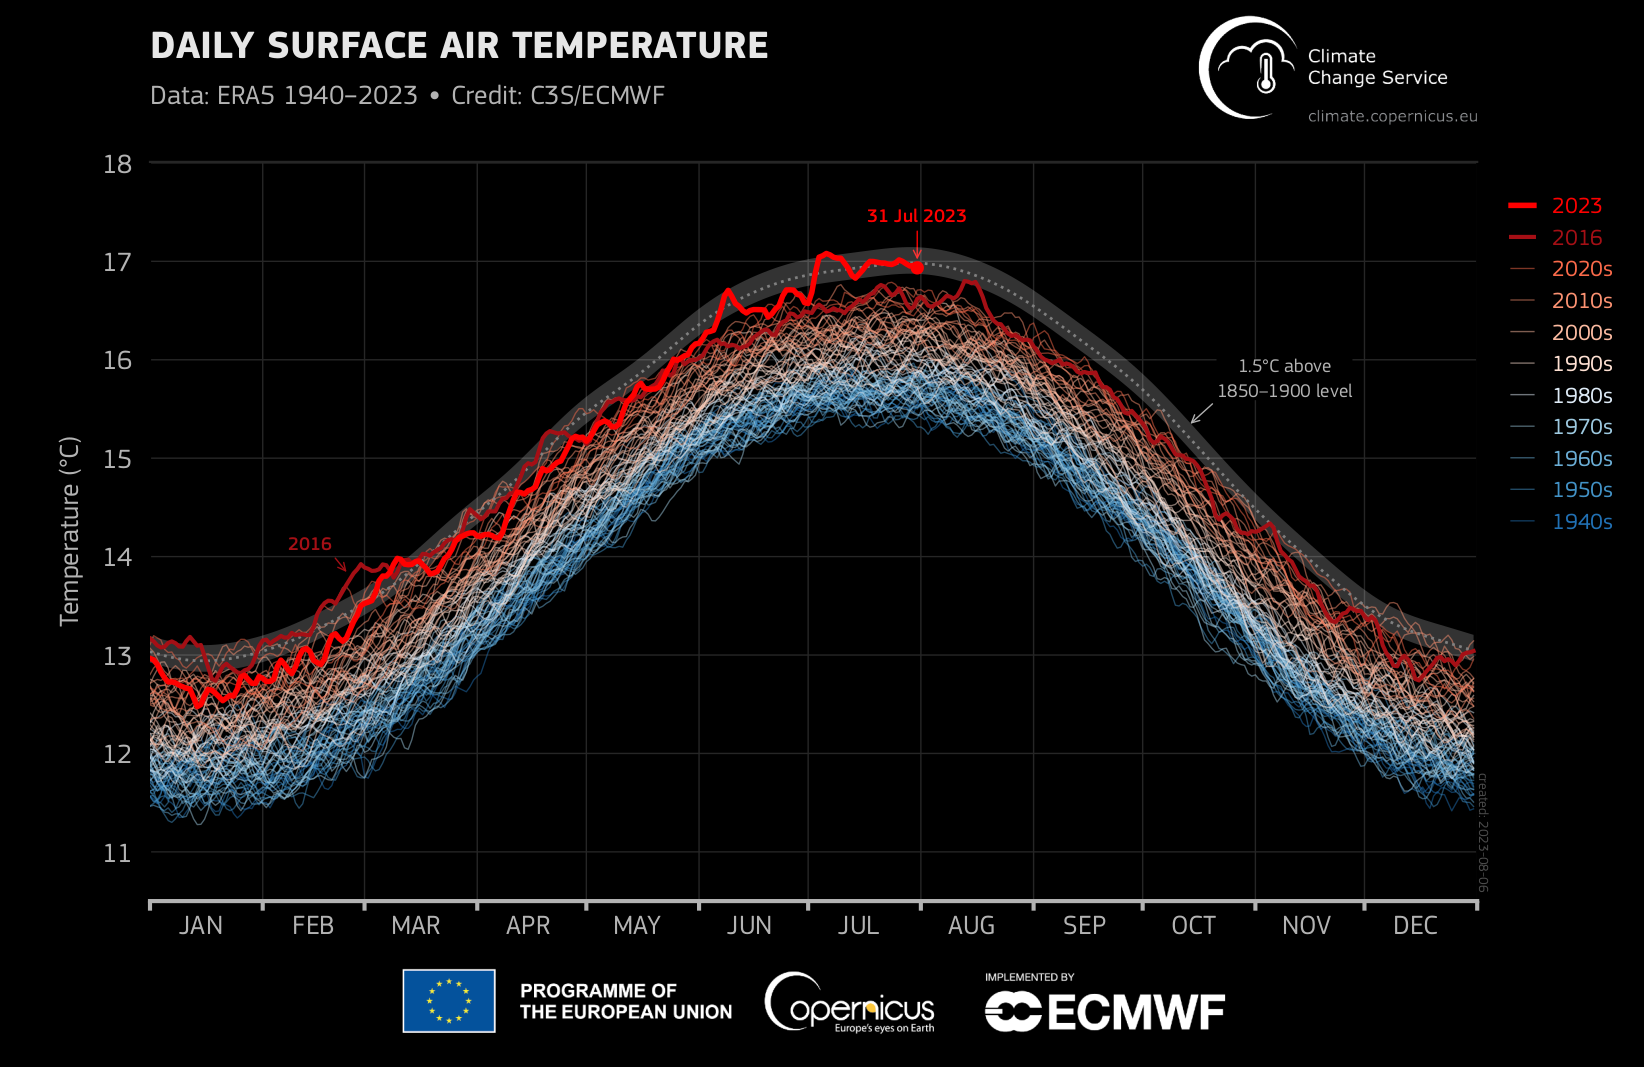 DAILY SURFACE AIR TEMPERATURE
Data: ERA5 1940–2023 • Credit: C3S/ECMWF
Climate
Change Service
climate.copernicus.eu
Temperature (°C)
18
17
16
15
14
13
12
11
31 Jul 2023
2016
1.5°C above
1850–1900 level
2023
2016
2020s
2010s
2000s
1990s
1980s
1970s
1960s
1950s
1940s
created: 2023-08-06
JAN FEB MAR APR MAY JUN JUL AUG SEP OCT NOV DEC
PROGRAMME OF
THE EUROPEAN UNION
Copernicus
Europe's eyes on Earth
IMPLEMENTED BY
ECMWF